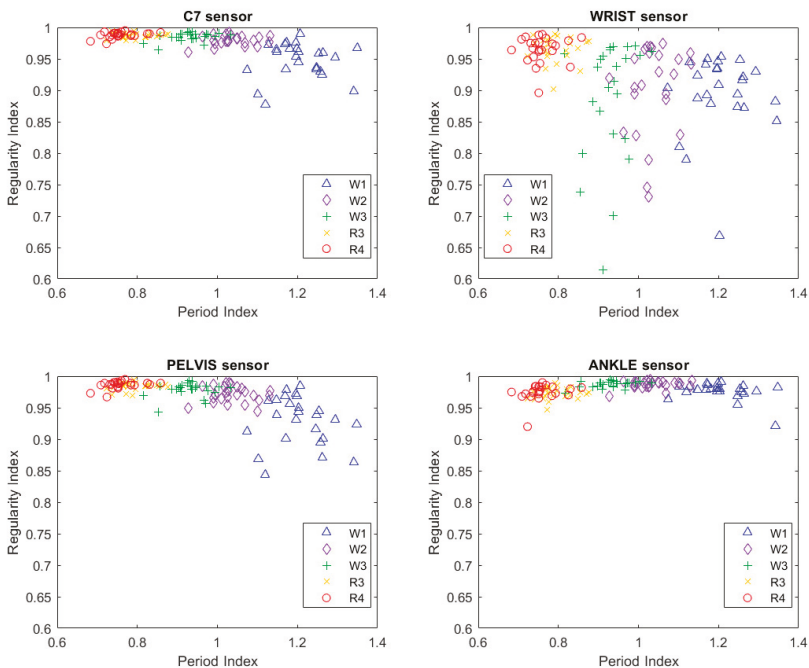 C7 sensor
1
0.95
0.9
0.85
0.8
0.75
0.7
0.65
0.6
Regularity Index
W1
W2
W3
R3
R4
0.6 0.8 1 1.2 1.4
Period Index
WRIST sensor
1
0.95
0.9
0.85
0.8
0.75
0.7
0.65
0.6
Regularity Index
W1
W2
W3
R3
R4
0.6 0.8 1 1.2 1.4
Period Index
PELVIS sensor
1
0.95
0.9
0.85
0.8
0.75
0.7
0.65
0.6
Regularity Index
W1
W2
W3
R3
R4
0.6 0.8 1 1.2 1.4
Period Index
ANKLE sensor
1
0.95
0.9
0.85
0.8
0.75
0.7
0.65
0.6
Regularity Index
W1
W2
W3
R3
R4
0.6 0.8 1 1.2 1.4
Period Index